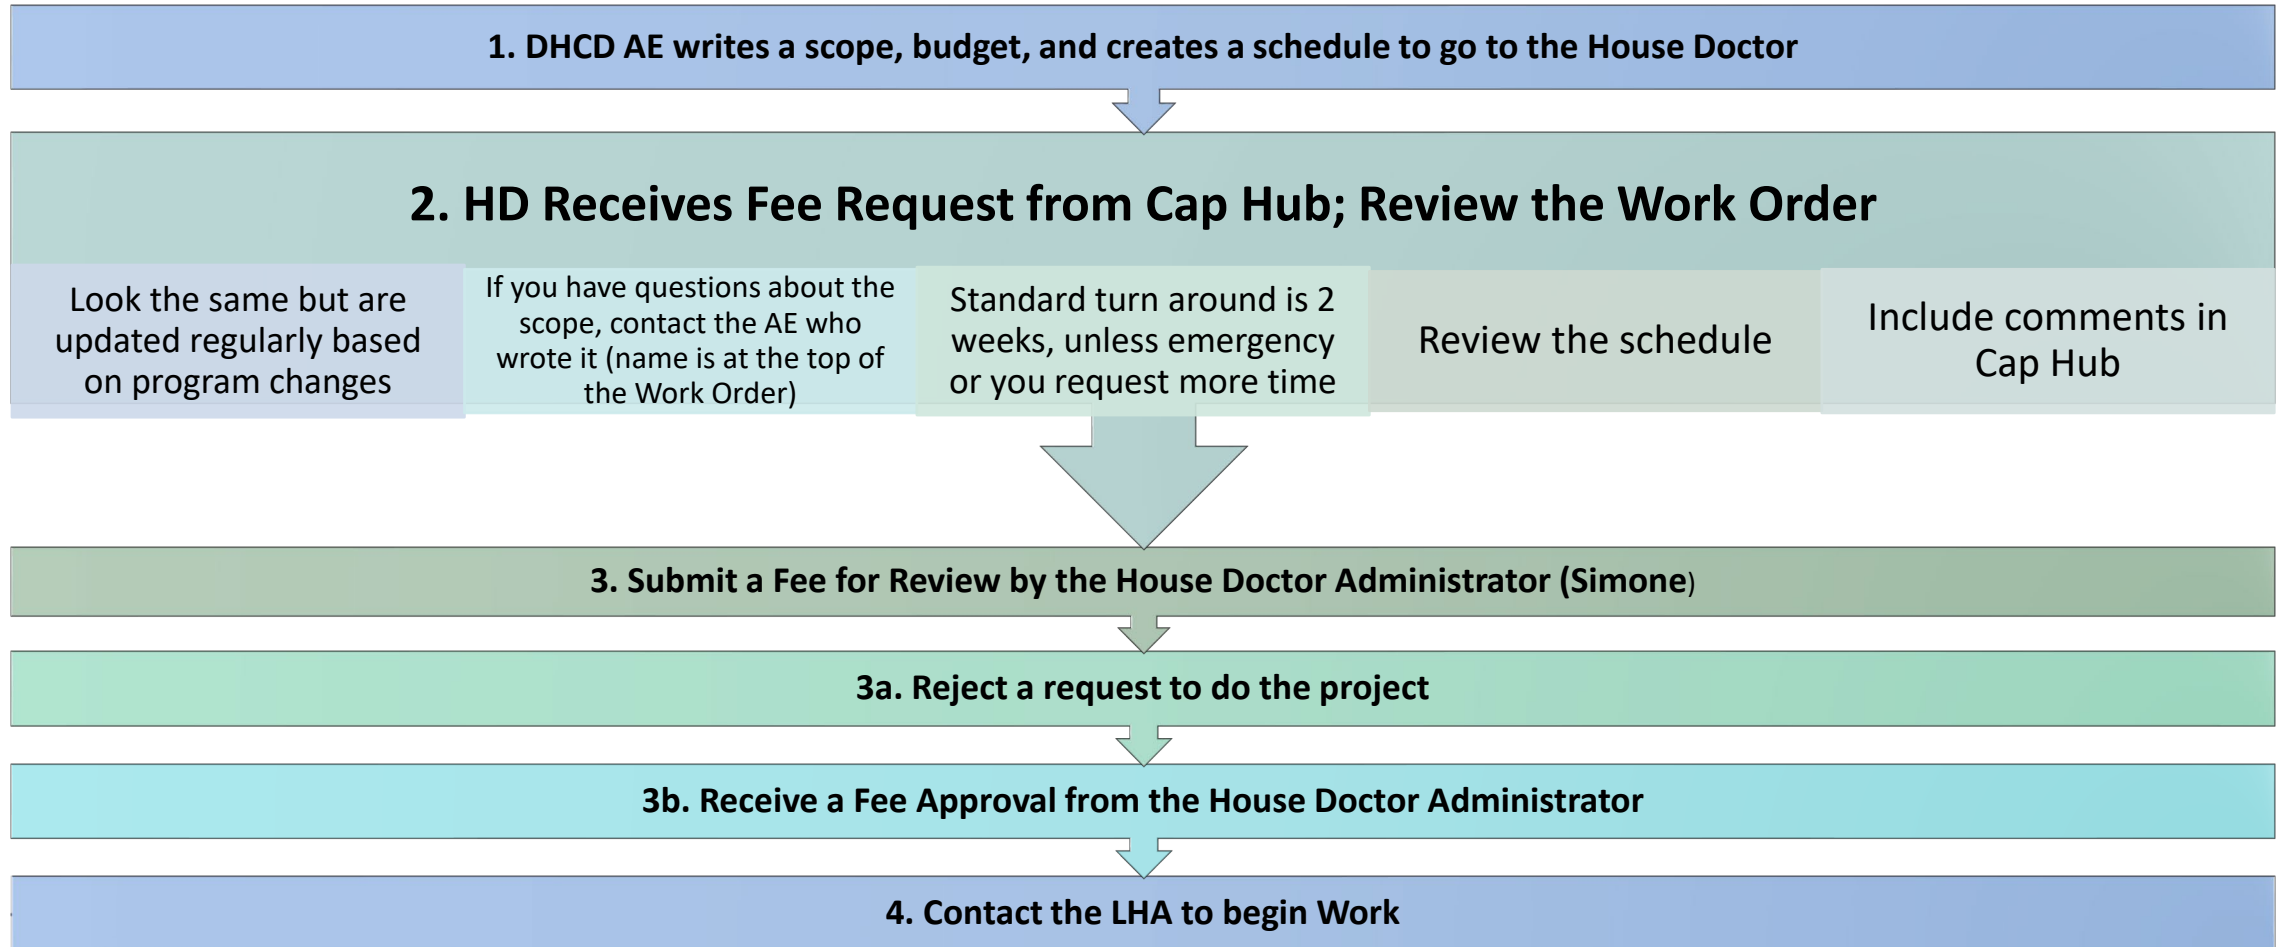 1. DHCD AE writes a scope, budget, and creates a schedule to go to the House Doctor
2. HD Receives Fee Request from Cap Hub; Review the Work Order
Look the same but are
updated regularly based
on program changes
If you have questions about the
scope, contact the AE who
wrote it (name is at the top of
the Work Order)
Standard turn around is 2
weeks, unless emergency
or you request more time
Review the schedule
Include comments in
Cap Hub
3. Submit a Fee for Review by the House Doctor Administrator (Simone)
3a. Reject a request to do the project
3b. Receive a Fee Approval from the House Doctor Administrator
4. Contact the LHA to begin Work